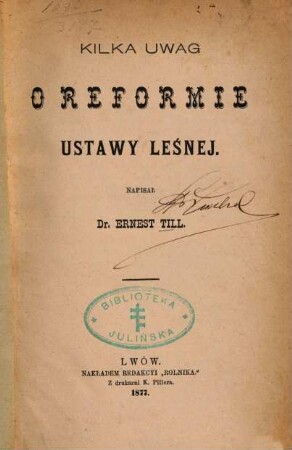 KILKA UWAG
O REFORMIE
USTAWY LEŚNEJ.
NAPISAŁ
Dr. ERNEST TILL.
BIBLIOTEKA
JULIŃSKA
LWÓW.
NAKŁADEM REDAKCYI „ROLNIKA.“
Z drukarni K. Pillera.
1877.